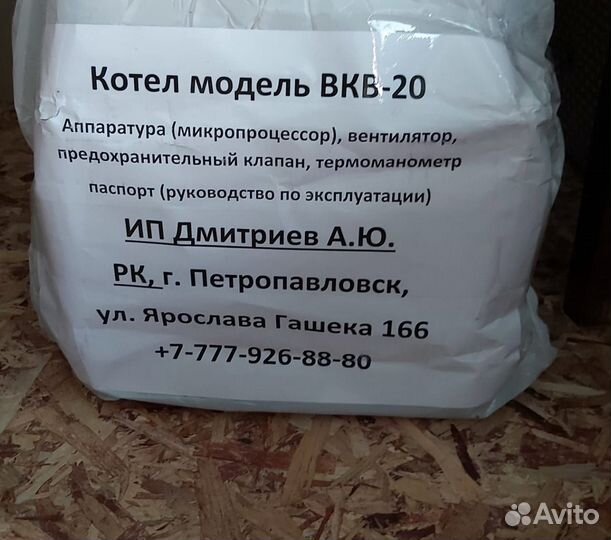 Котел модель ВКВ-20
Аппаратура (микропроцессор), вентилятор,
предохранительный клапан, термоманометр
паспорт (руководство по эксплуатации)
ИП Дмитриев А.Ю.
РК, г. Петропавловск,
ул. Ярослава Гашека 166
+7-777-926-88-80
Avito